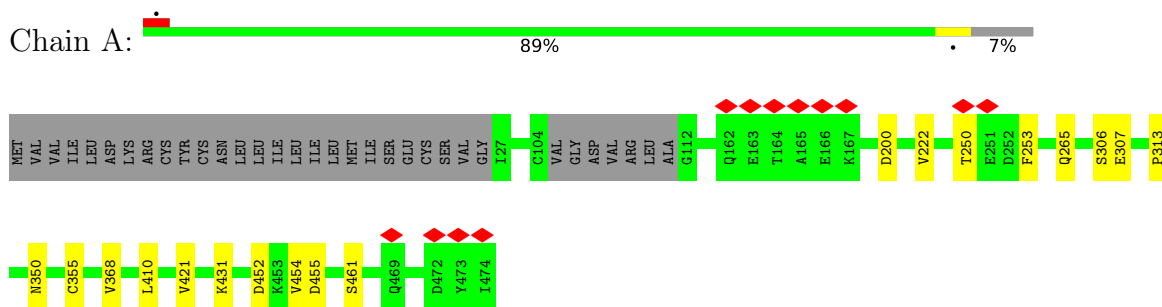 Chain A:
• 89% • 7%
MET VAL VAL ILE LEU ASP LYS ARG CYS TYR CYS ASN LEU LEU ILE LEU ILE LEU MET ILE SER GLU CYS SER VAL GLY I27 C104 VAL GLY ASP VAL ARG LEU ALA G112 Q162 E163 T164 A165 E166 K167 D200 V222 T250 E251 D252 F253 Q265 S306 E307 P313
N350 C355 V368 L410 V421 K431 D452 K453 V454 D455 S461 Q469 D472 Y473 I474